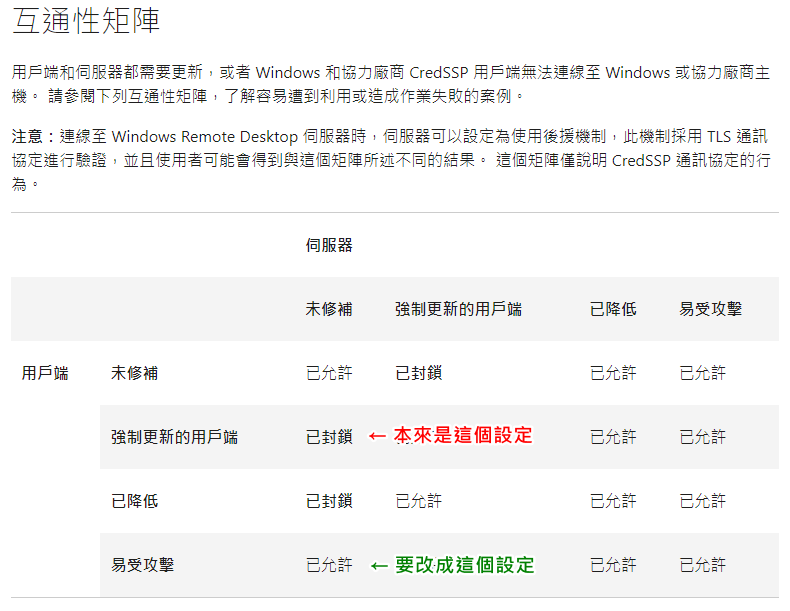 互通性矩陣
用戶端和伺服器都需要更新，或者 Windows 和協力廠商 CredSSP 用戶端無法連線至 Windows 或協力廠商主
機。 請參閱下列互通性矩陣，了解容易遭到利用或造成作業失敗的案例。
注意：連線至 Windows Remote Desktop 伺服器時，伺服器可以設定為使用後援機制，此機制採用 TLS 通訊
協定進行驗證，並且使用者可能會得到與這個矩陣所述不同的結果。 這個矩陣僅說明 CredSSP 通訊協定的行
為。
伺服器
未修補 強制更新的用戶端 已降低 易受攻擊
用戶端 未修補 已允許 已封鎖 已允許 已允許
強制更新的用戶端 已封鎖 ← 本來是這個設定 已允許 已允許
已降低 已封鎖 已允許 已允許 已允許
易受攻擊 已允許 ← 要改成這個設定 已允許 已允許